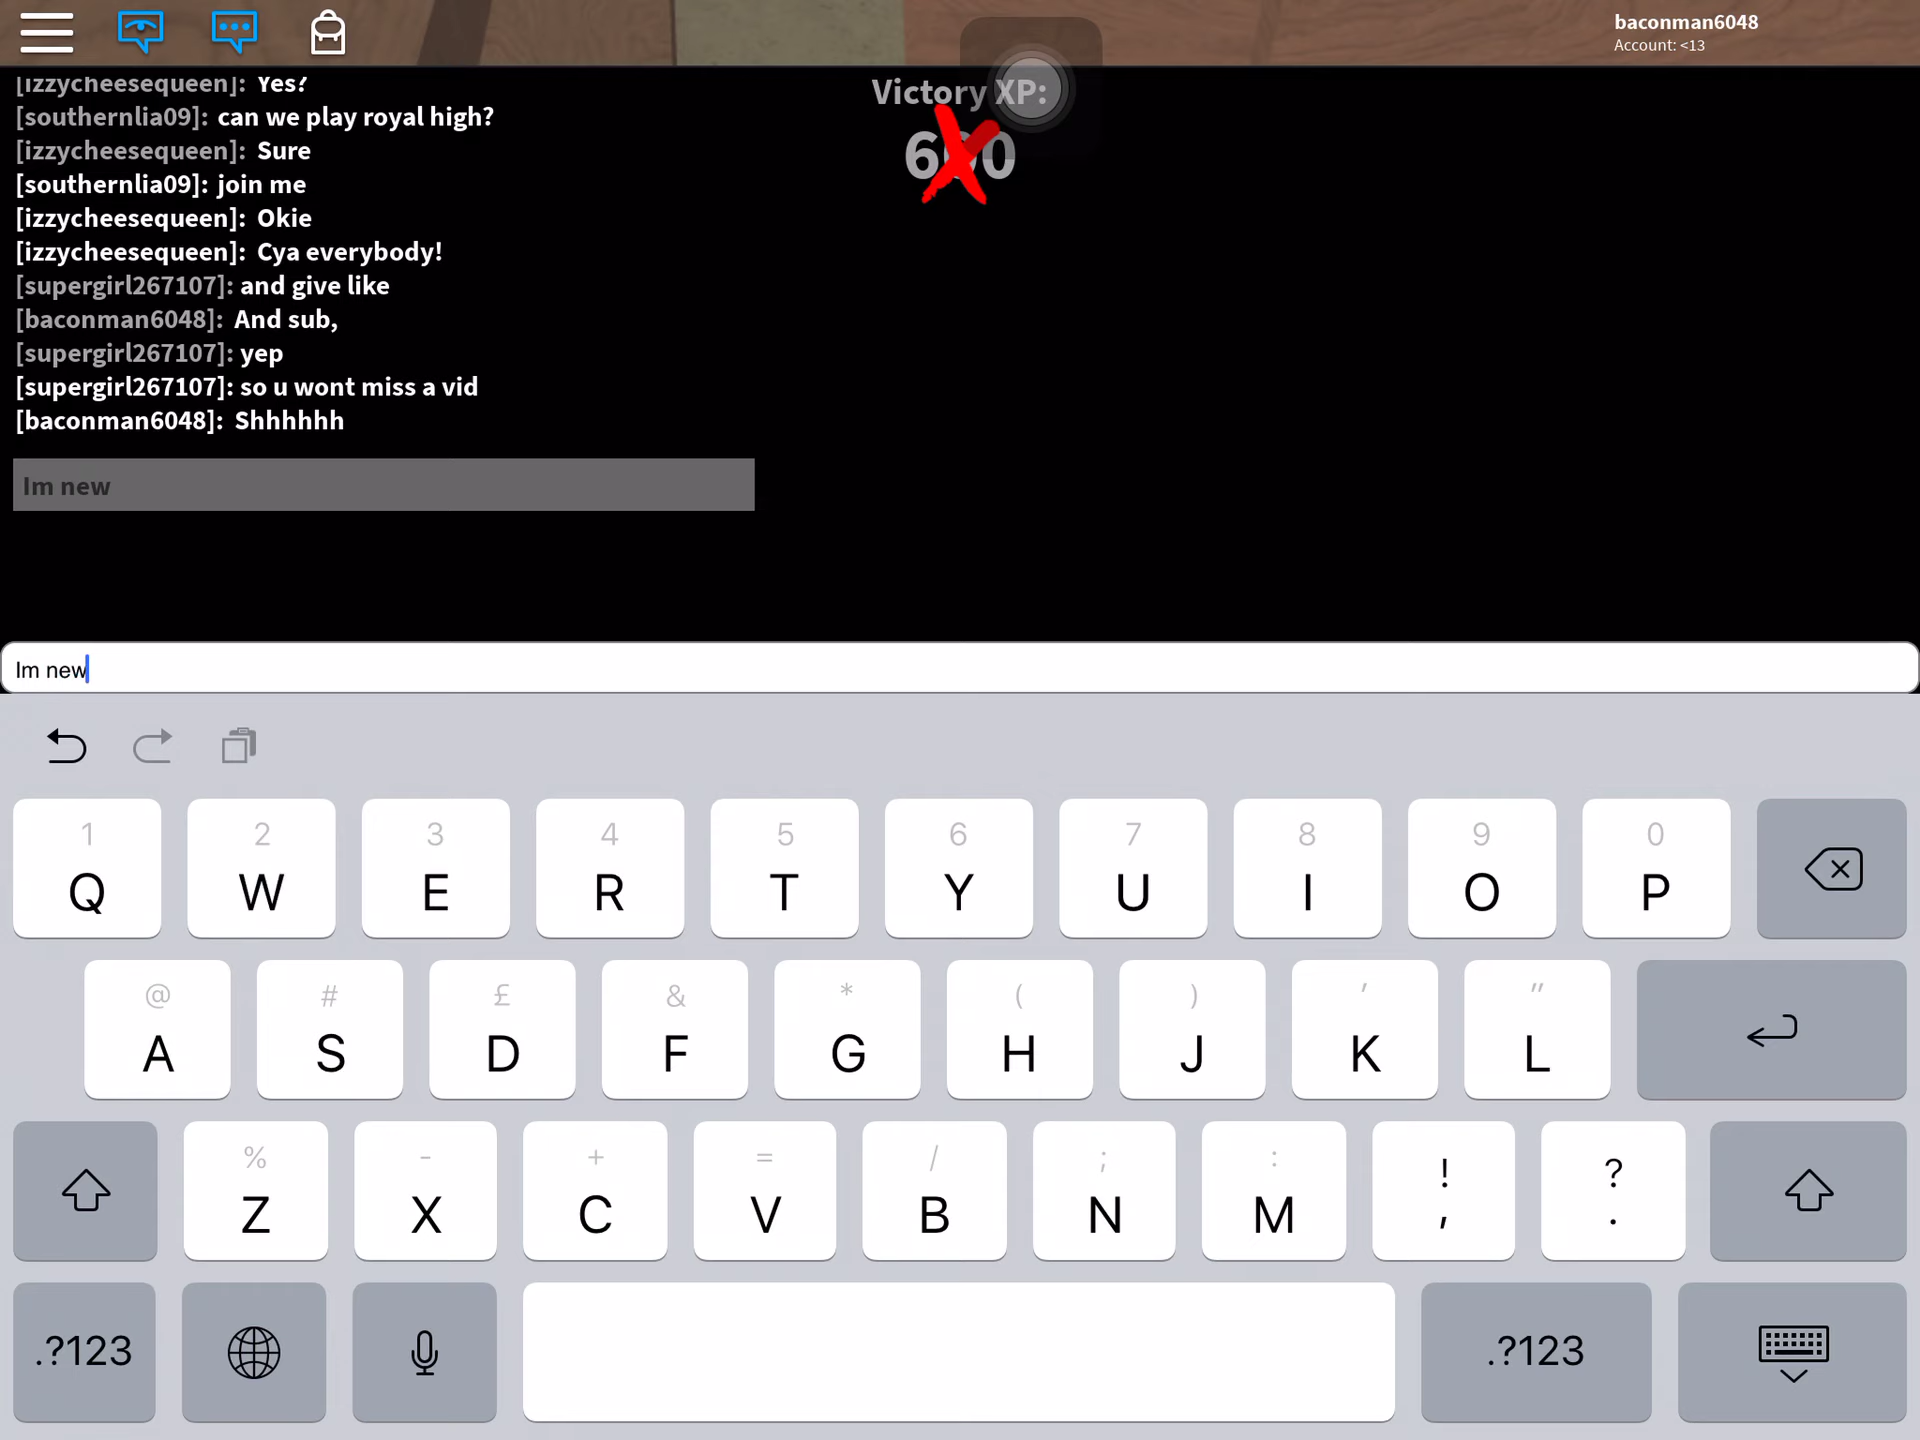 baconman6048
Account: <13
[izzycheesequeen]: Yes?
[southernlia09]: can we play royal high?
[izzycheesequeen]: Sure
[southernlia09]: join me
[izzycheesequeen]: Okie
[izzycheesequeen]: Cya everybody!
[supergirl267107]: and give like
[baconman6048]: And sub,
[supergirl267107]: yep
[supergirl267107]: so u wont miss a vid
[baconman6048]: Shhhhhh
Victory XP:
600
Im new
Im new
1 2 3 4 5 6 7 8 9 0
Q W E R T Y U I O P
@ # £ & * ( ) ' "
A S D F G H J K L
% - + = / ; : ! ?
Z X C V B N M , .
.?123 .?123